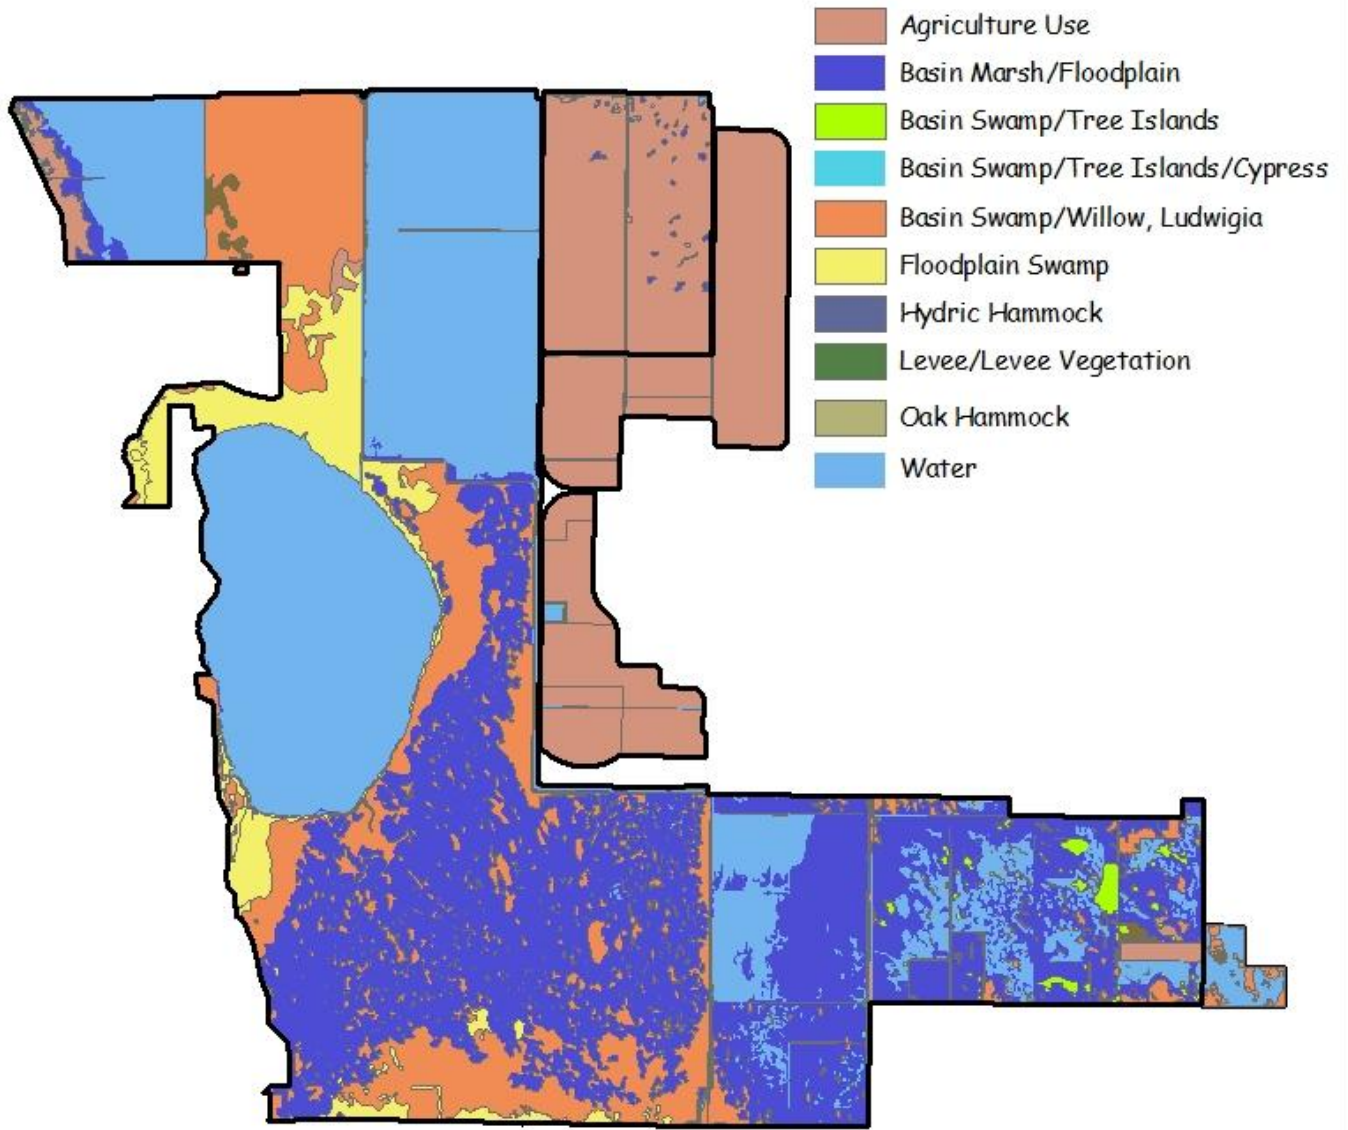 Agriculture Use
Basin Marsh/Floodplain
Basin Swamp/Tree Islands
Basin Swamp/Tree Islands/Cypress
Basin Swamp/Willow, Ludwigia
Floodplain Swamp
Hydric Hammock
Levee/Levee Vegetation
Oak Hammock
Water